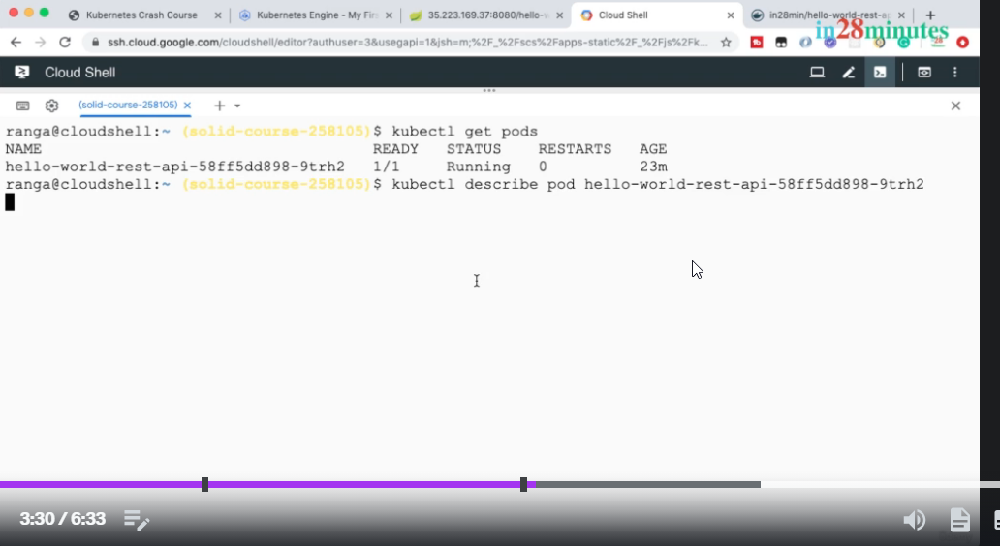 Kubernetes Crash Course
Kubernetes Engine - My Fir
35.223.169.37:8080/hello-w
Cloud Shell
in28min/hello-world-rest-ap
ssh.cloud.google.com/cloudshell/editor?authuser=3&usegapi=1&jsh=m;%2F_%2Fscs%2Fapps-static%2F_%2Fjs%2Fk...
in28minutes
Cloud Shell
(solid-course-258105)
ranga@cloudshell:~ (solid-course-258105)$ kubectl get pods
NAME READY STATUS RESTARTS AGE
hello-world-rest-api-58ff5dd898-9trh2 1/1 Running 0 23m
ranga@cloudshell:~ (solid-course-258105)$ kubectl describe pod hello-world-rest-api-58ff5dd898-9trh2
3:30 / 6:33